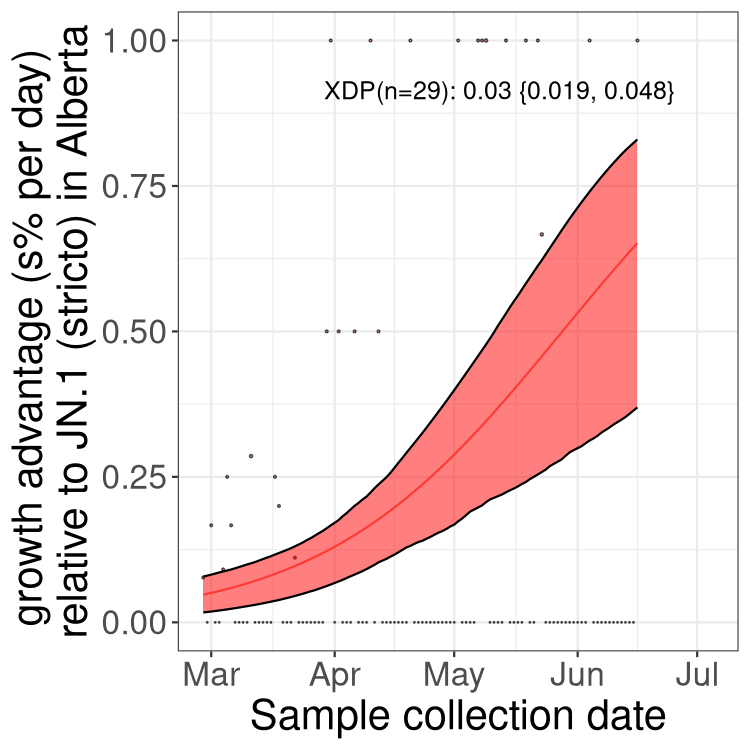 growth advantage (s% per day)
relative to JN.1 (stricto) in Alberta
1.00
0.75
0.50
0.25
0.00
XDP(n=29): 0.03 {0.019, 0.048}
Mar Apr May Jun Jul
Sample collection date